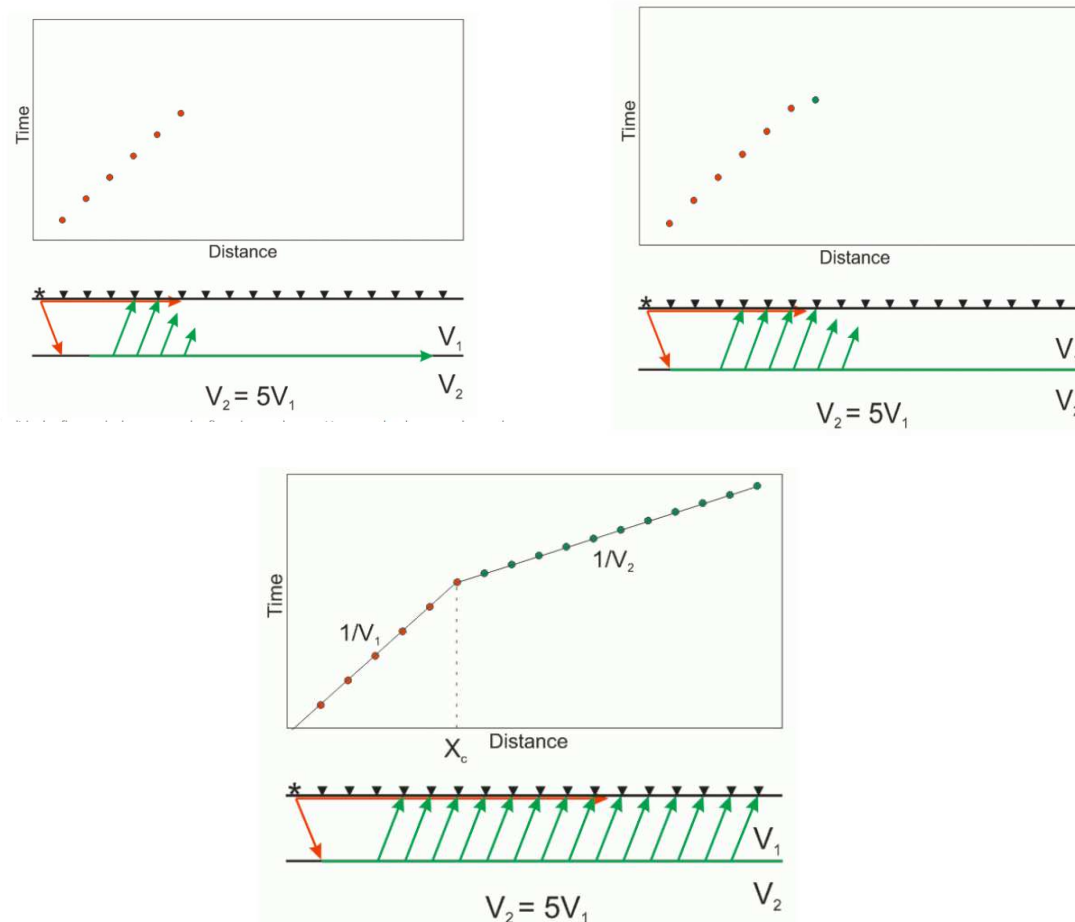 Time
Distance
*
V₁
V₂
V₂ = 5V₁
Time
Distance
*
V
V₂ = 5V₁
Time
1/V₁
1/V₂
X꜀
Distance
*
V₁
V₂
V₂ = 5V₁